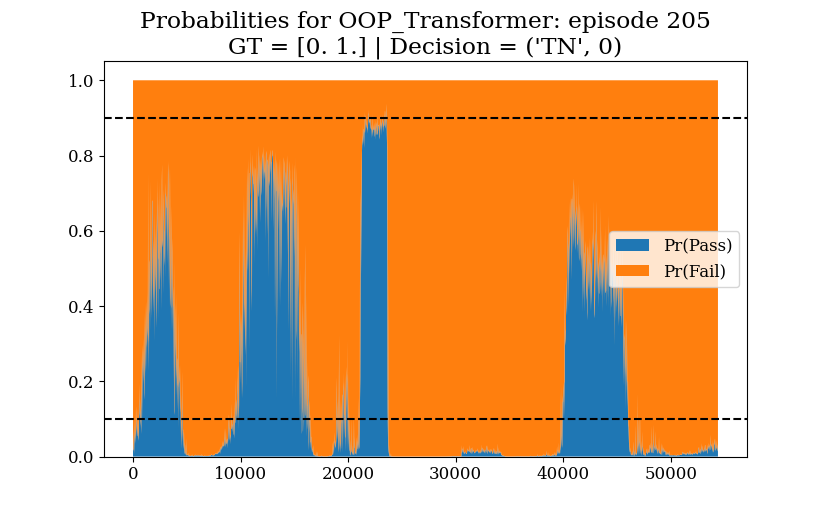 Probabilities for OOP_Transformer: episode 205
GT = [0. 1.] | Decision = ('TN', 0)
1.0
0.8
0.6
0.4
0.2
0.0
Pr(Pass)
Pr(Fail)
0 10000 20000 30000 40000 50000